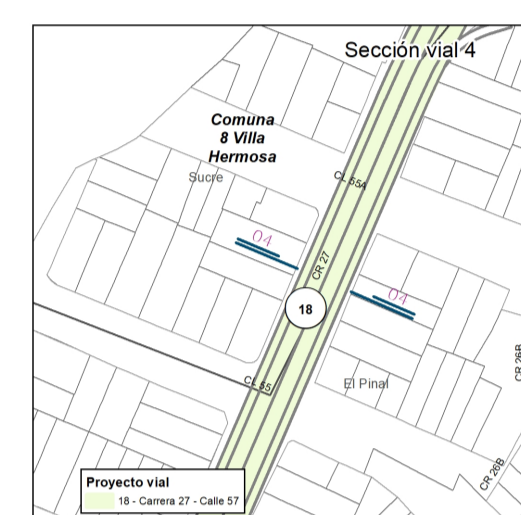 Sección vial 4
Comuna
8 Villa
Hermosa
Sucre
CL 55A
04
CR 27
04
18
CR 26B
CL 55
El Pinal
CR 26B
Proyecto vial
18 - Carrera 27 - Calle 57